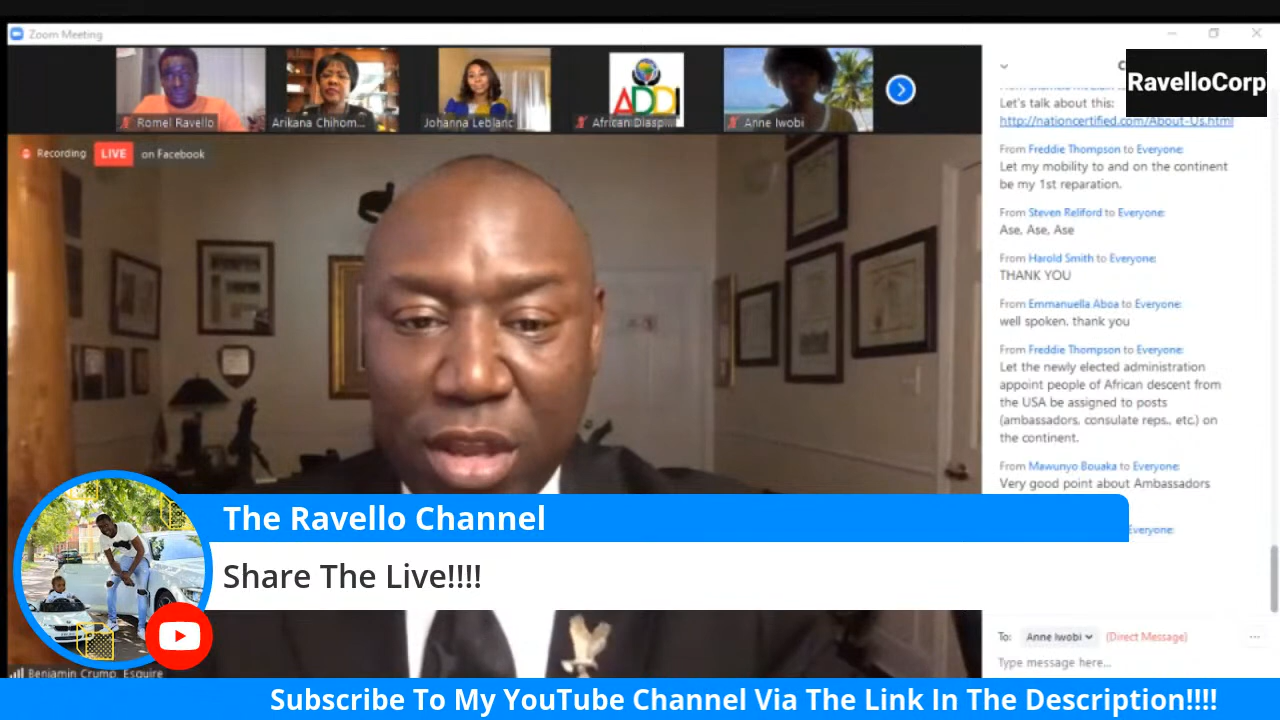 Zoom Meeting
Romel Ravello
Arikana Chihom...
Johanna Leblanc
ADDI
African Diasp...
Anne Iwobi
RavelloCorp
Recording
LIVE
on Facebook
Let's talk about this:
http://nationcertified.com/About-Us.html
From Freddie Thompson to Everyone:
Let my mobility to and on the continent
be my 1st reparation.
From Steven Reliford to Everyone:
Ase, Ase, Ase
From Harold Smith to Everyone:
THANK YOU
From Emmanuella Aboa to Everyone:
well spoken, thank you
From Freddie Thompson to Everyone:
Let the newly elected administration
appoint people of African descent from
the USA be assigned to posts
(ambassadors, consulate reps., etc.) on
the continent.
From Mawunyo Bouaka to Everyone:
Very good point about Ambassadors
Everyone:
The Ravello Channel
Share The Live!!!!
To: Anne Iwobi (Direct Message) ...
Type message here...
Benjamin Crump, Esquire
Subscribe To My YouTube Channel Via The Link In The Description!!!!